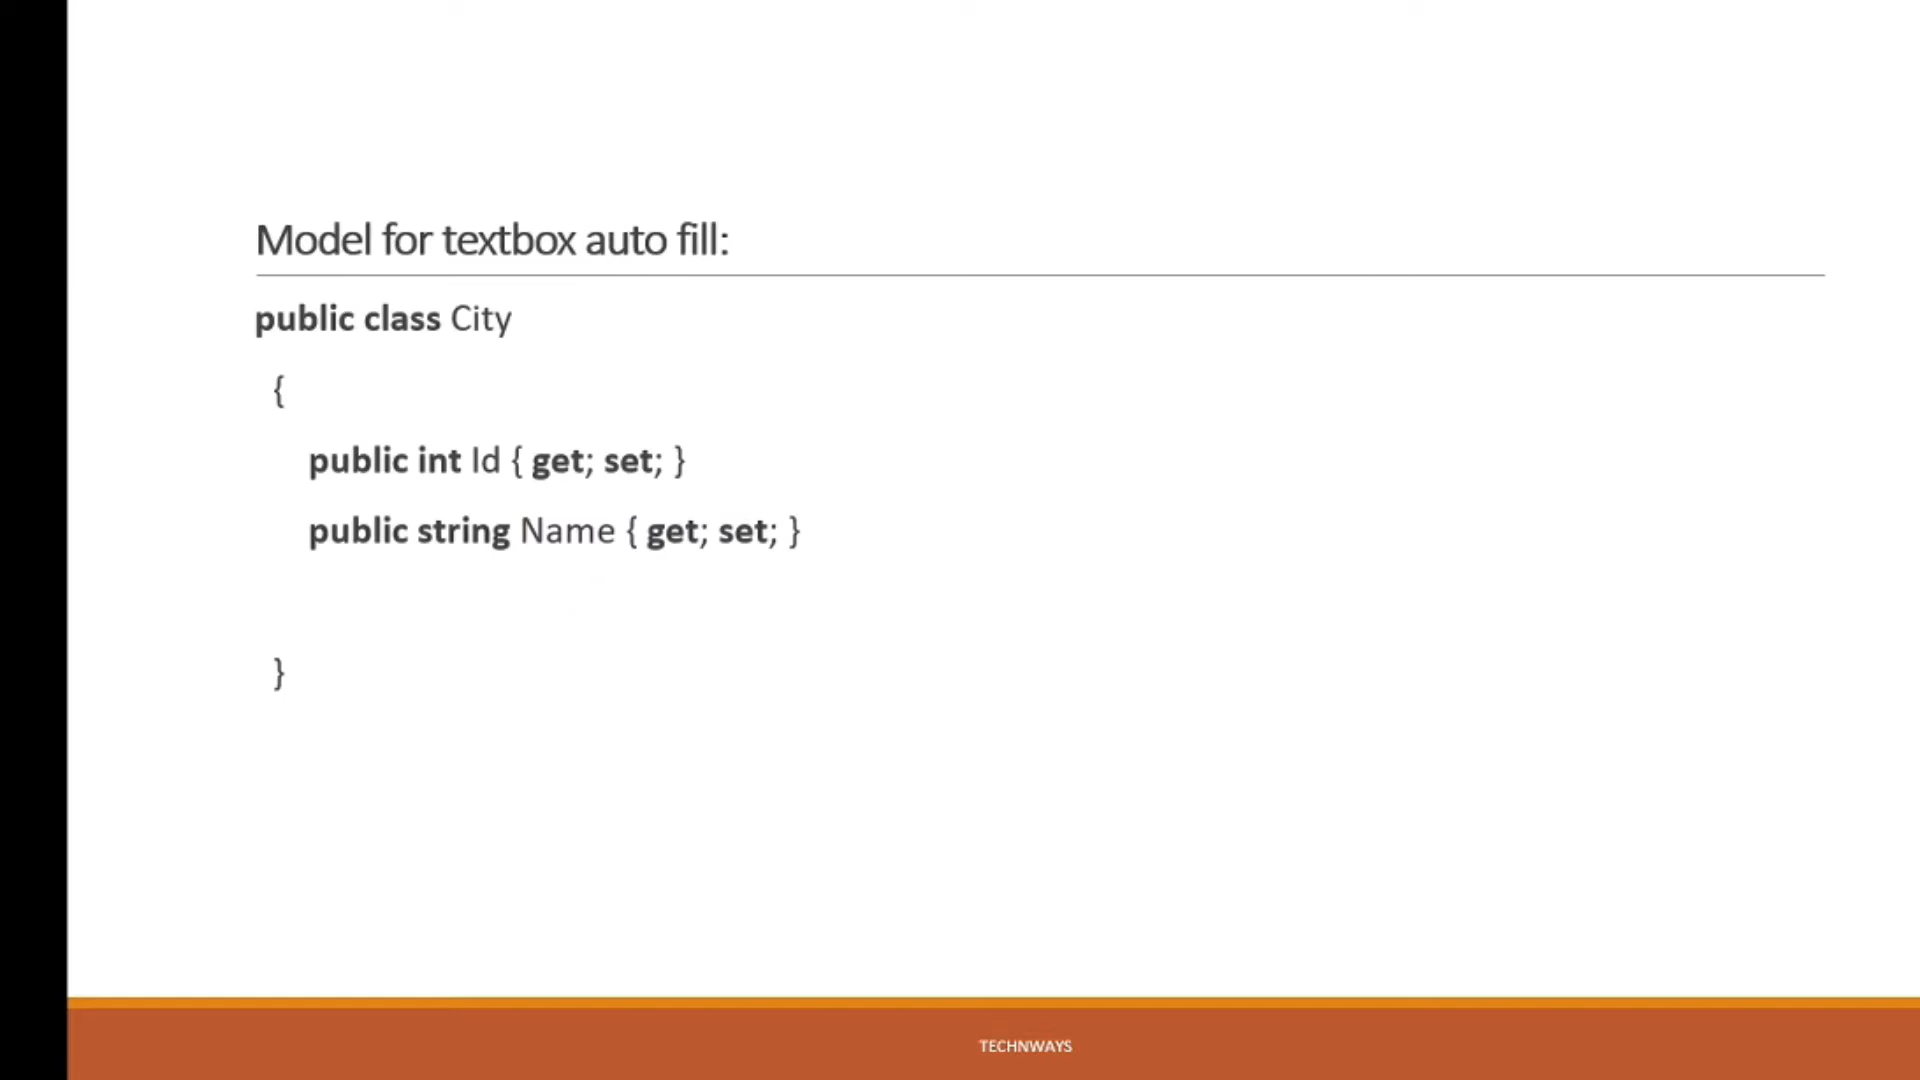 Model for textbox auto fill:
public class City
{
public int Id { get; set; }
public string Name { get; set; }
}
TECHNWAYS